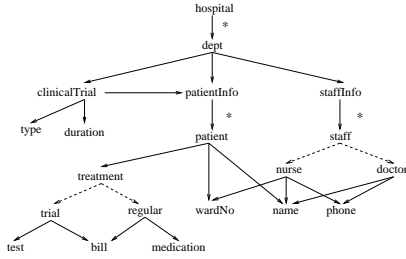 hospital
*
dept
clinicalTrial patientInfo staffInfo
* *
type duration patient staff
treatment nurse doctor
trial regular wardNo name phone
test bill medication